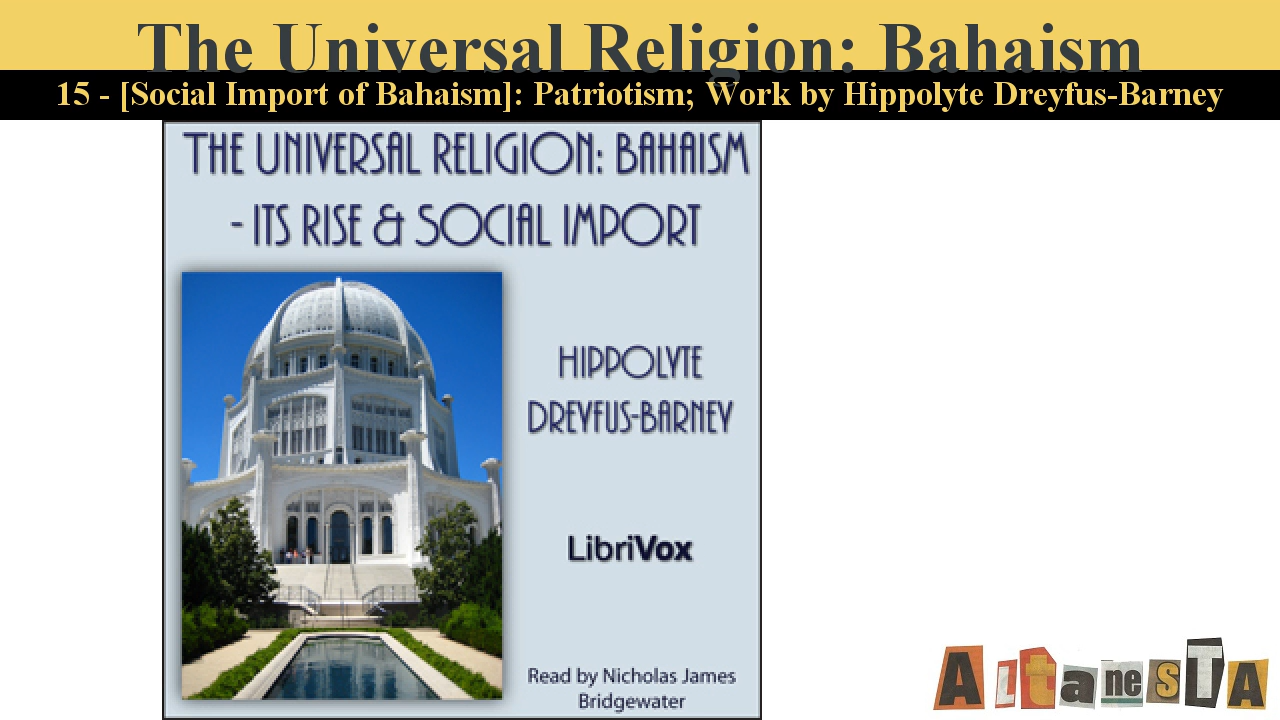 The Universal Religion: Bahaism
15 - [Social Import of Bahaism]: Patriotism; Work by Hippolyte Dreyfus-Barney
THE UNIVERSAL RELIGION: BAHAISM
- ITS RISE & SOCIAL IMPORT
HIPPOLYTE
DREYFUS-BARNEY
LibriVox
Read by Nicholas James
Bridgewater
AltanesTA